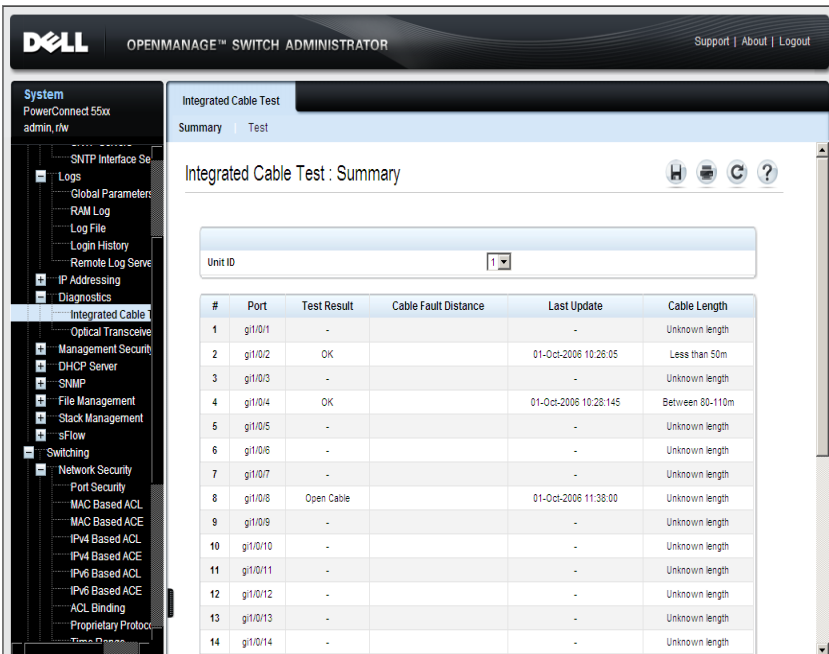 DELL OPENMANAGE™ SWITCH ADMINISTRATOR Support | About | Logout
System
PowerConnect 55xx
admin, r/w
SNTP Interface Se
Logs
Global Parameters
RAM Log
Log File
Login History
Remote Log Serve
IP Addressing
Diagnostics
Integrated Cable T
Optical Transceive
Management Securit
DHCP Server
SNMP
File Management
Stack Management
sFlow
Switching
Network Security
Port Security
MAC Based ACL
MAC Based ACE
IPv4 Based ACL
IPv4 Based ACE
IPv6 Based ACL
IPv6 Based ACE
ACL Binding
Proprietary Protoco
Time Range
Integrated Cable Test
Summary Test
Integrated Cable Test : Summary ?
Unit ID 1
# Port Test Result Cable Fault Distance Last Update Cable Length
1 gi1/0/1 - - Unknown length
2 gi1/0/2 OK 01-Oct-2006 10:26:05 Less than 50m
3 gi1/0/3 - - Unknown length
4 gi1/0/4 OK 01-Oct-2006 10:28:145 Between 80-110m
5 gi1/0/5 - - Unknown length
6 gi1/0/6 - - Unknown length
7 gi1/0/7 - - Unknown length
8 gi1/0/8 Open Cable 01-Oct-2006 11:38:00 Unknown length
9 gi1/0/9 - - Unknown length
10 gi1/0/10 - - Unknown length
11 gi1/0/11 - - Unknown length
12 gi1/0/12 - - Unknown length
13 gi1/0/13 - - Unknown length
14 gi1/0/14 - - Unknown length